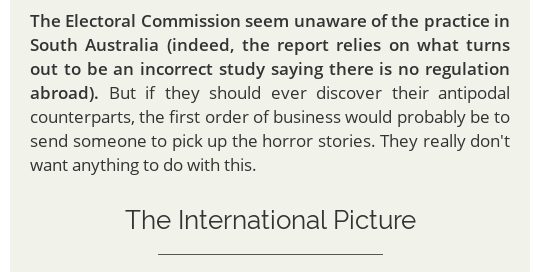 The Electoral Commission seem unaware of the practice in
South Australia (indeed, the report relies on what turns
out to be an incorrect study saying there is no regulation
abroad). But if they should ever discover their antipodal
counterparts, the first order of business would probably be to
send someone to pick up the horror stories. They really don't
want anything to do with this.
The International Picture